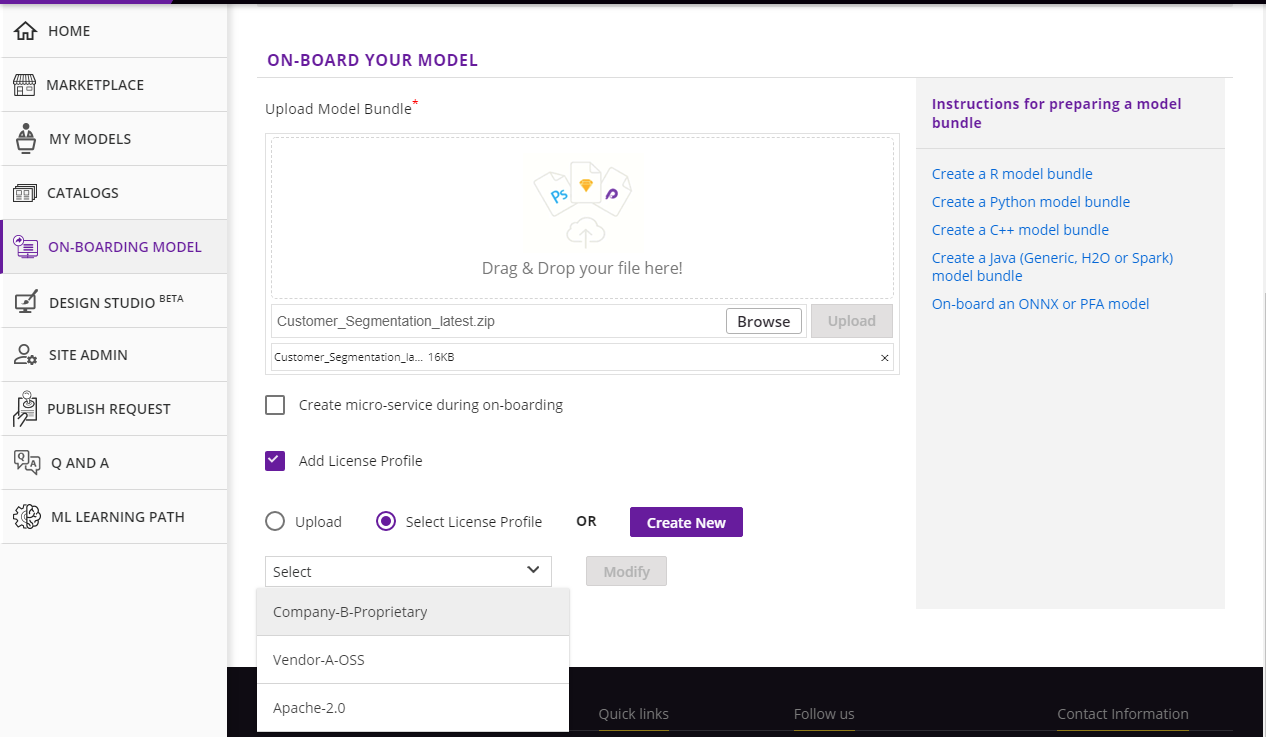 HOME
MARKETPLACE
MY MODELS
CATALOGS
ON-BOARDING MODEL
DESIGN STUDIO BETA
SITE ADMIN
PUBLISH REQUEST
Q AND A
ML LEARNING PATH
ON-BOARD YOUR MODEL
Upload Model Bundle*
Ps
Drag & Drop your file here!
Customer_Segmentation_latest.zip
Browse
Upload
Customer_Segmentation_la... 16KB
×
Create micro-service during on-boarding
Add License Profile
Upload
Select License Profile
OR
Create New
Select
Modify
Company-B-Proprietary
Vendor-A-OSS
Apache-2.0
Instructions for preparing a model
bundle
Create a R model bundle
Create a Python model bundle
Create a C++ model bundle
Create a Java (Generic, H2O or Spark)
model bundle
On-board an ONNX or PFA model
Quick links
Follow us
Contact Information